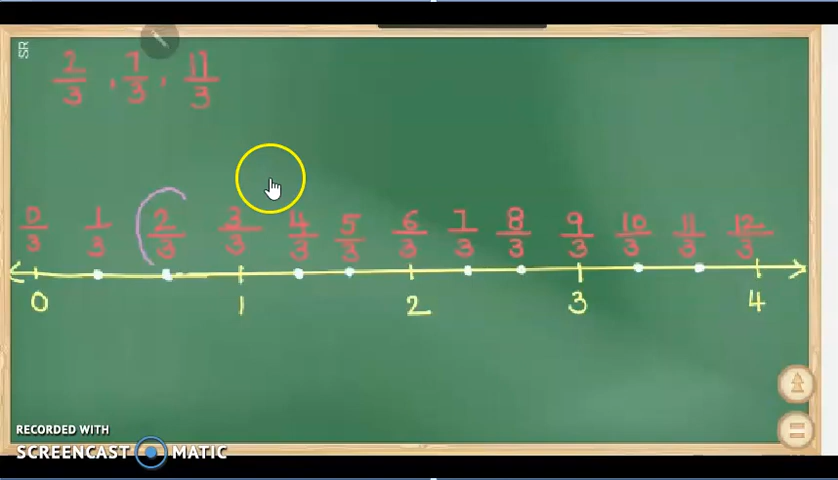 SR
2/3 , 7/3 , 11/3
0/3 1/3 2/3 3/3 4/3 5/3 6/3 7/3 8/3 9/3 10/3 11/3 12/3
0 1 2 3 4
RECORDED WITH
SCREENCAST MATIC